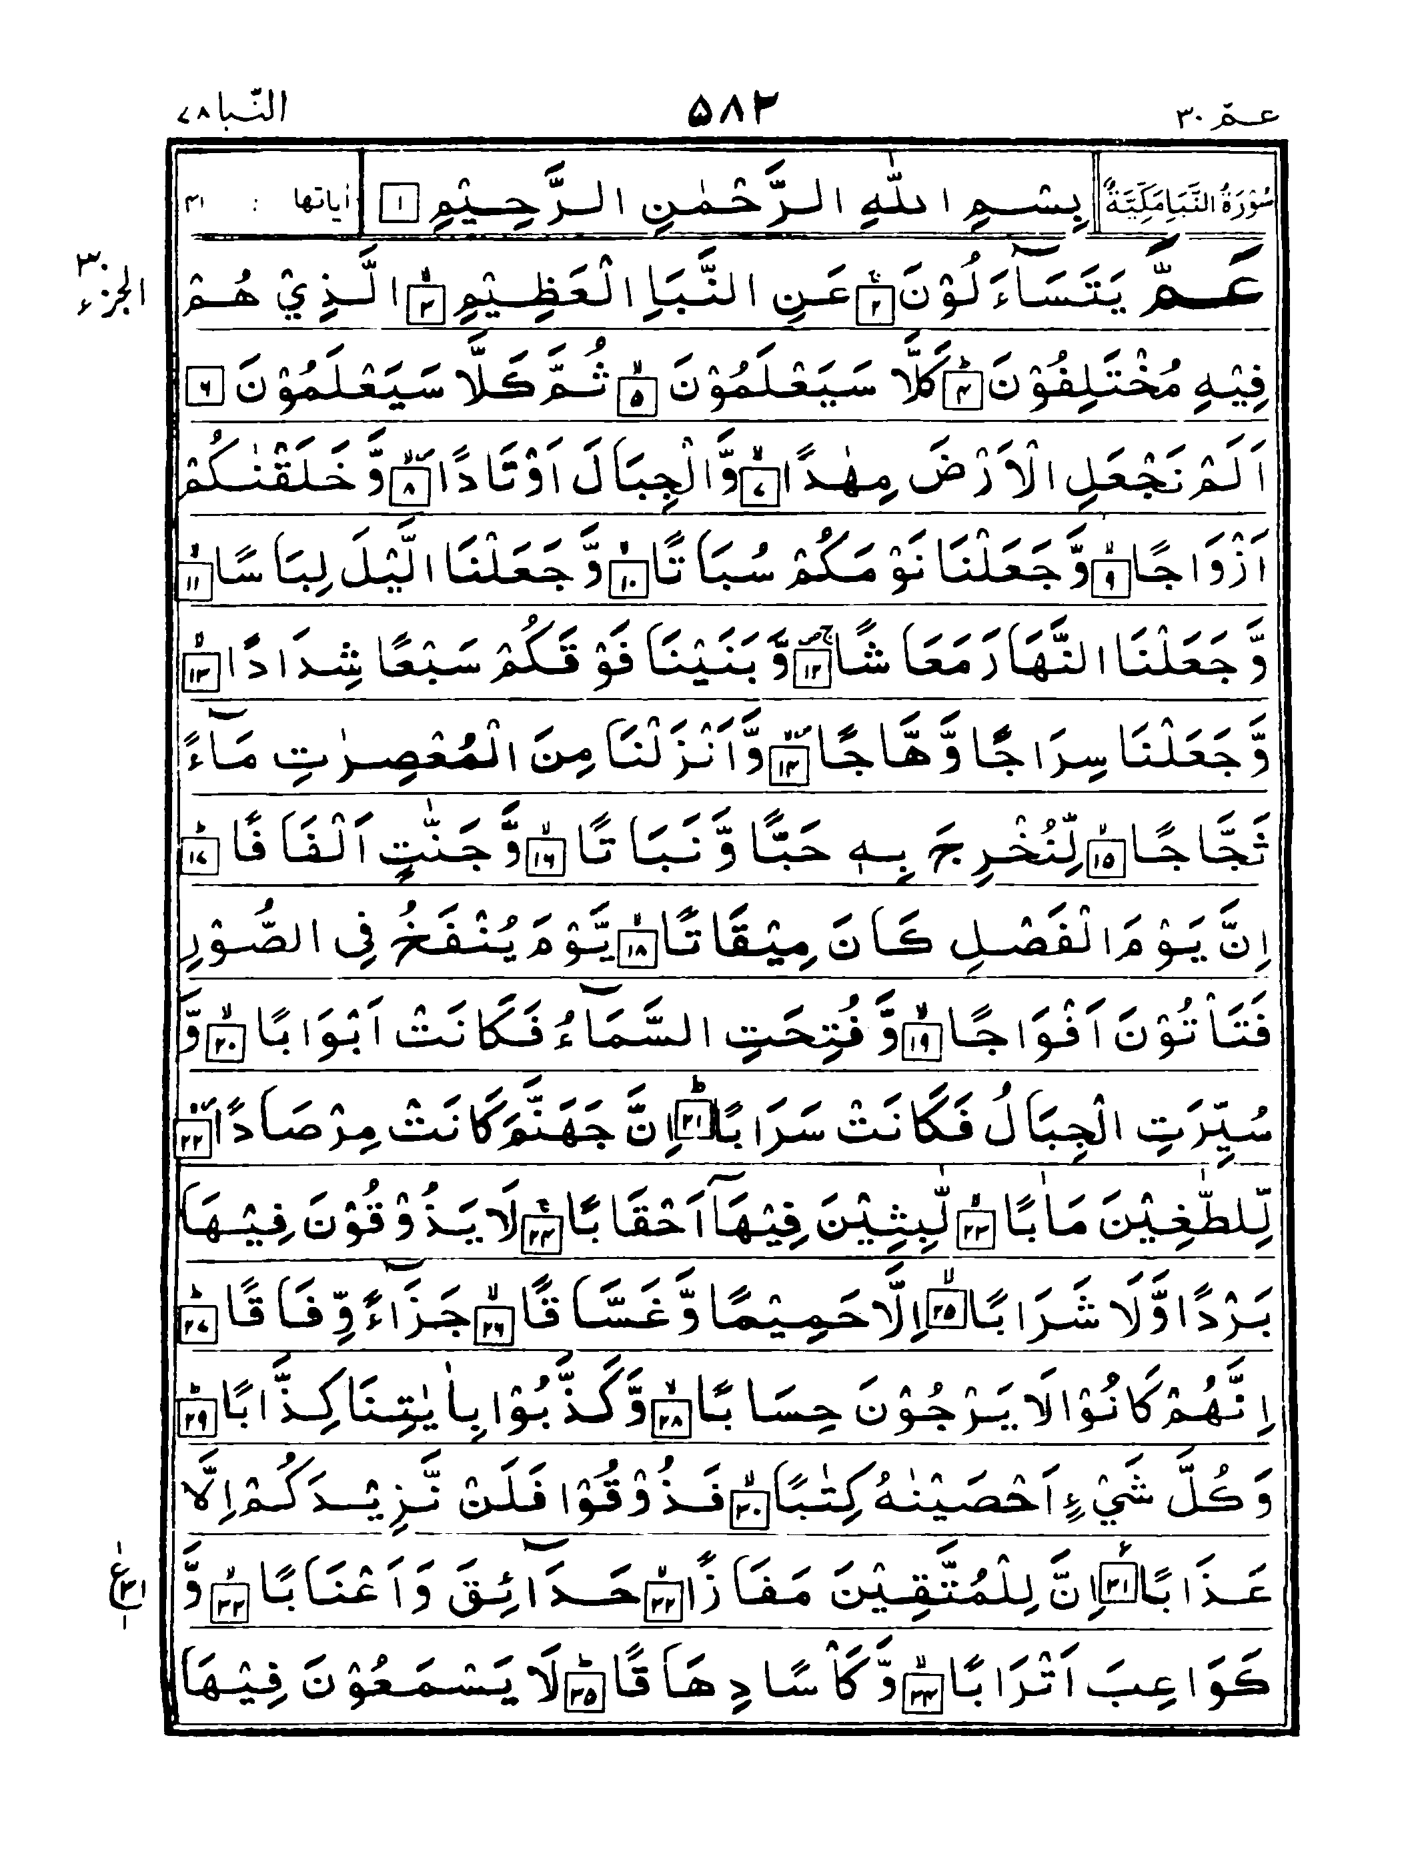 عـمّ ٣٠
٥٨٢
النّبا ٧٨
سُوْرَةُ النَّبَاِ مَكِّيَّةٌ
بِسْمِ اللّٰهِ الرَّحْمٰنِ الرَّحِيْمِ ١
اٰياتها : ٣١
الجزء ٣٠
عَمَّ يَتَسَآءَلُوْنَ ۚ ٢ عَنِ النَّبَاِ الْعَظِيْمِ ۙ ٣ الَّذِيْ هُمْ
فِيْهِ مُخْتَلِفُوْنَ ؕ ٤ كَلَّا سَيَعْلَمُوْنَ ۙ ٥ ثُمَّ كَلَّا سَيَعْلَمُوْنَ ٦
اَلَمْ نَجْعَلِ الْاَرْضَ مِهٰدًا ۙ ٧ وَّالْجِبَالَ اَوْتَادًا ۪ۙ ٨ وَّخَلَقْنٰكُمْ
اَزْوَاجًا ۙ ٩ وَّجَعَلْنَا نَوْمَكُمْ سُبَاتًا ۙ ١٠ وَّجَعَلْنَا الَّيْلَ لِبَاسًا ۙ ١١
وَّجَعَلْنَا النَّهَارَ مَعَاشًا ۪ۚ ١٢ وَّبَنَيْنَا فَوْقَكُمْ سَبْعًا شِدَادًا ۙ ١٣
وَّجَعَلْنَا سِرَاجًا وَّهَّاجًا ۪ۙ ١٤ وَّاَنْزَلْنَا مِنَ الْمُعْصِرٰتِ مَآءً
ثَجَّاجًا ۙ ١٥ لِّنُخْرِجَ بِهٖ حَبًّا وَّنَبَاتًا ۙ ١٦ وَّجَنّٰتٍ اَلْفَافًا ؕ ١٧
اِنَّ يَوْمَ الْفَصْلِ كَانَ مِيْقَاتًا ۙ ١٨ يَّوْمَ يُنْفَخُ فِى الصُّوْرِ
فَتَاْتُوْنَ اَفْوَاجًا ۙ ١٩ وَّفُتِحَتِ السَّمَآءُ فَكَانَتْ اَبْوَابًا ۙ ٢٠ وَّ
سُيِّرَتِ الْجِبَالُ فَكَانَتْ سَرَابًا ؕ ٢١ اِنَّ جَهَنَّمَ كَانَتْ مِرْصَادًا ۪ۙ ٢٢
لِّلطّٰغِيْنَ مَاٰبًا ۙ ٢٣ لّٰبِثِيْنَ فِيْهَآ اَحْقَابًا ۚ ٢٤ لَا يَذُوْقُوْنَ فِيْهَا
بَرْدًا وَّلَا شَرَابًا ۙ ٢٥ اِلَّا حَمِيْمًا وَّغَسَّاقًا ۙ ٢٦ جَزَآءً وِّفَاقًا ؕ ٢٧
اِنَّهُمْ كَانُوْا لَا يَرْجُوْنَ حِسَابًا ۙ ٢٨ وَّكَذَّبُوْا بِاٰيٰتِنَا كِذَّابًا ؕ ٢٩
وَكُلَّ شَيْءٍ اَحْصَيْنٰهُ كِتٰبًا ۙ ٣٠ فَذُوْقُوْا فَلَنْ نَّزِيْدَكُمْ اِلَّا
عَذَابًا ٣١ اِنَّ لِلْمُتَّقِيْنَ مَفَازًا ۙ ٣٢ حَدَآئِقَ وَاَعْنَابًا ۙ ٣٣ وَّ
كَوَاعِبَ اَتْرَابًا ۙ ٣٤ وَّكَاْسًا دِهَاقًا ؕ ٣٥ لَا يَسْمَعُوْنَ فِيْهَا